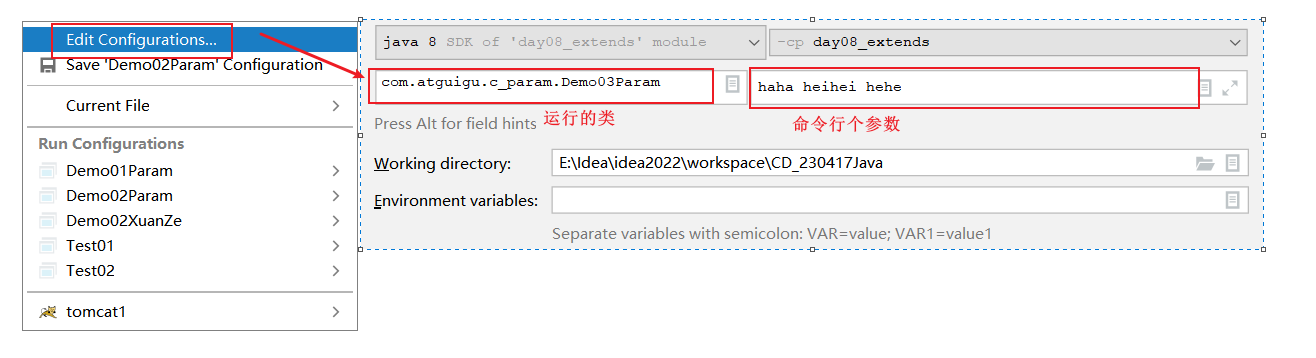 Edit Configurations...
Save 'Demo02Param' Configuration
Current File
Run Configurations
Demo01Param
Demo02Param
Demo02XuanZe
Test01
Test02
tomcat1
java 8 SDK of 'day08_extends' module
-cp day08_extends
com.atguigu.c_param.Demo03Param
haha heihei hehe
Press Alt for field hints
运行的类
命令行个参数
Working directory:
E:\Idea\idea2022\workspace\CD_230417Java
Environment variables:
Separate variables with semicolon: VAR=value; VAR1=value1